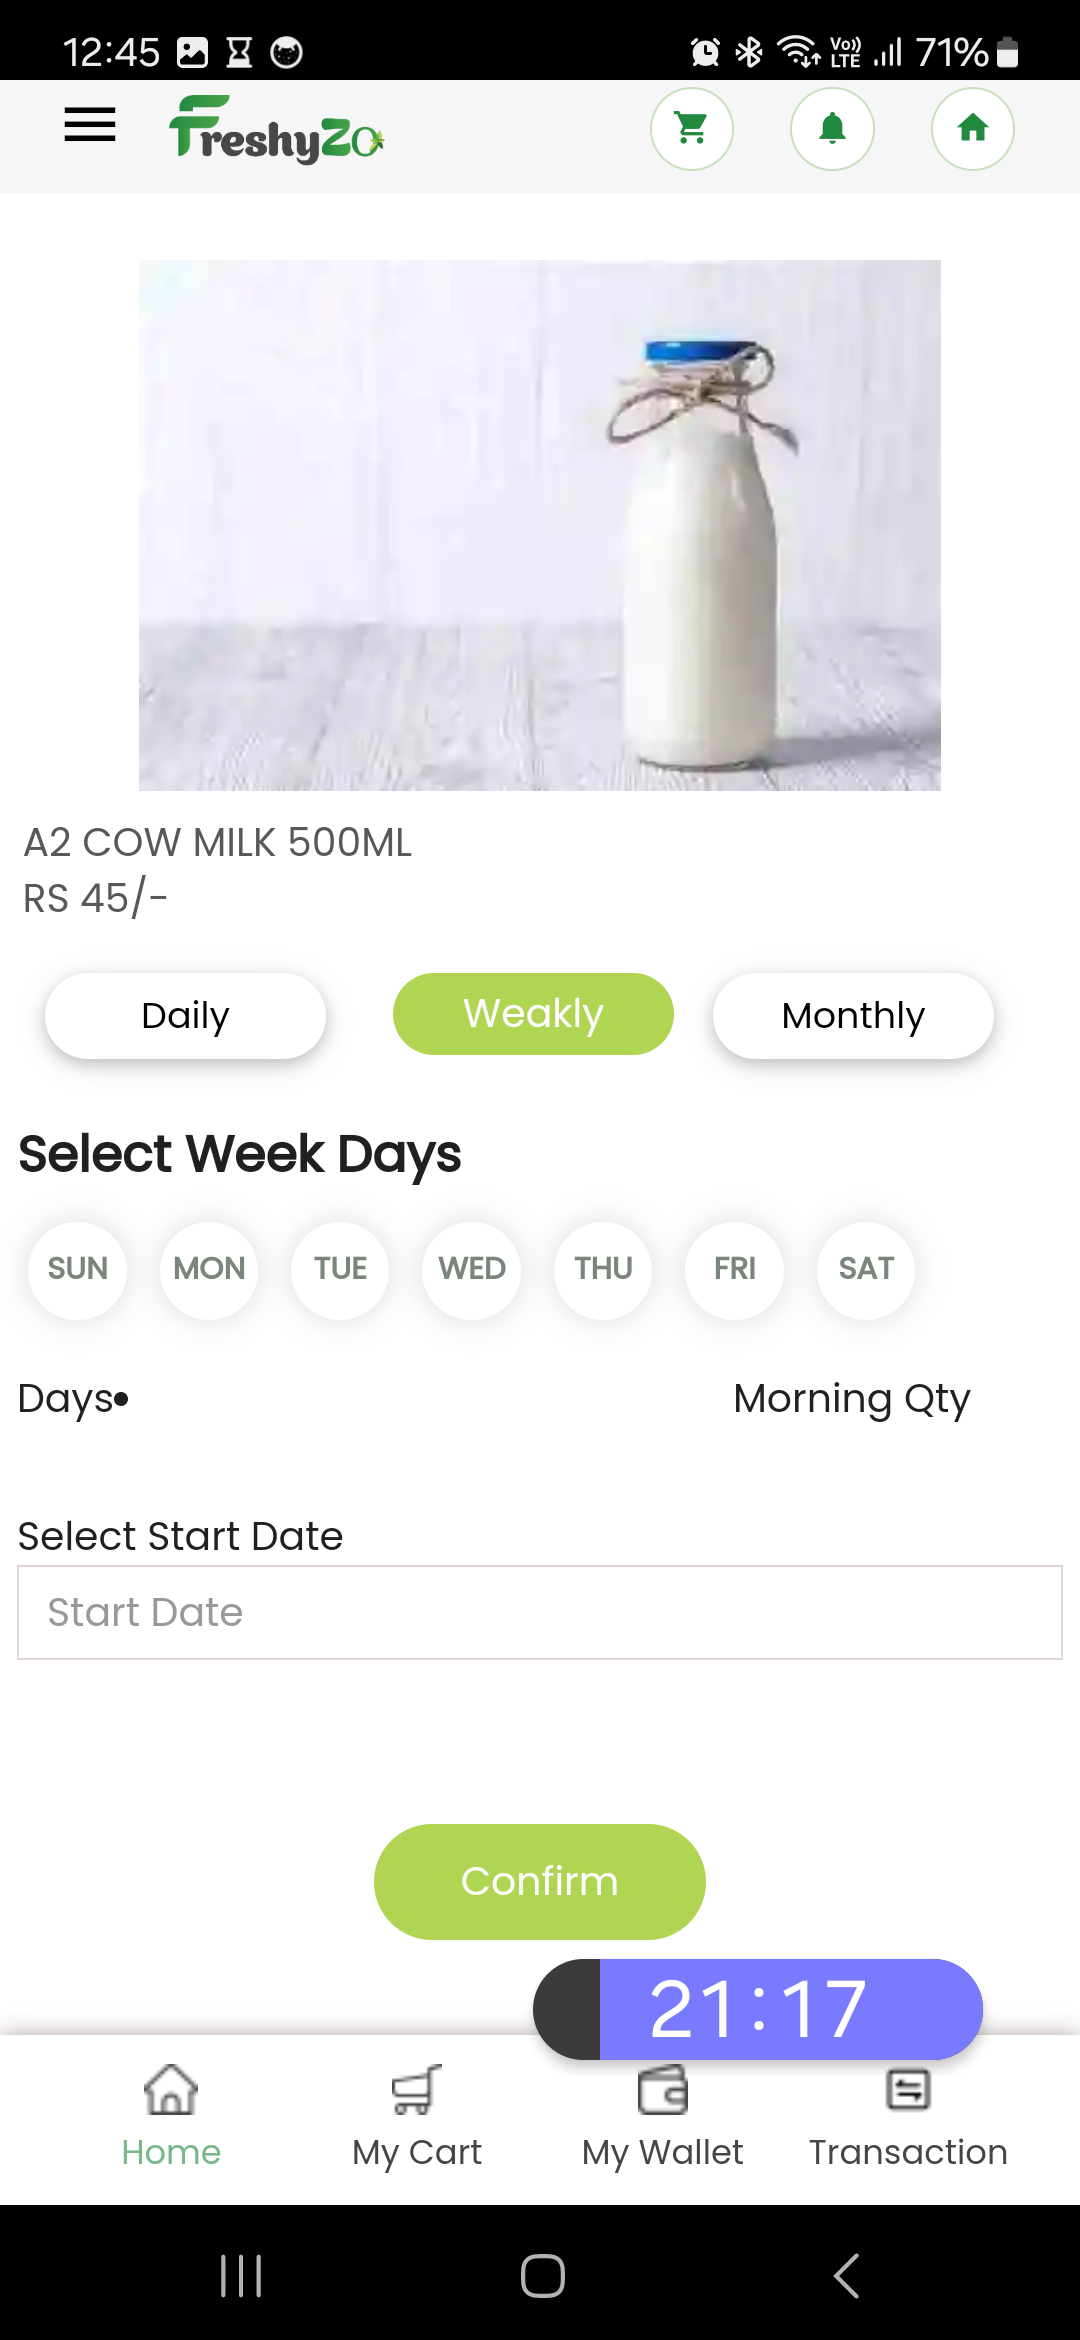 12:45 Vo)) LTE 71%
FreshyZo
A2 COW MILK 500ML
RS 45/-
Daily Weakly Monthly
Select Week Days
SUN MON TUE WED THU FRI SAT
Days• Morning Qty
Select Start Date
Start Date
Confirm
21:17
Home My Cart My Wallet Transaction